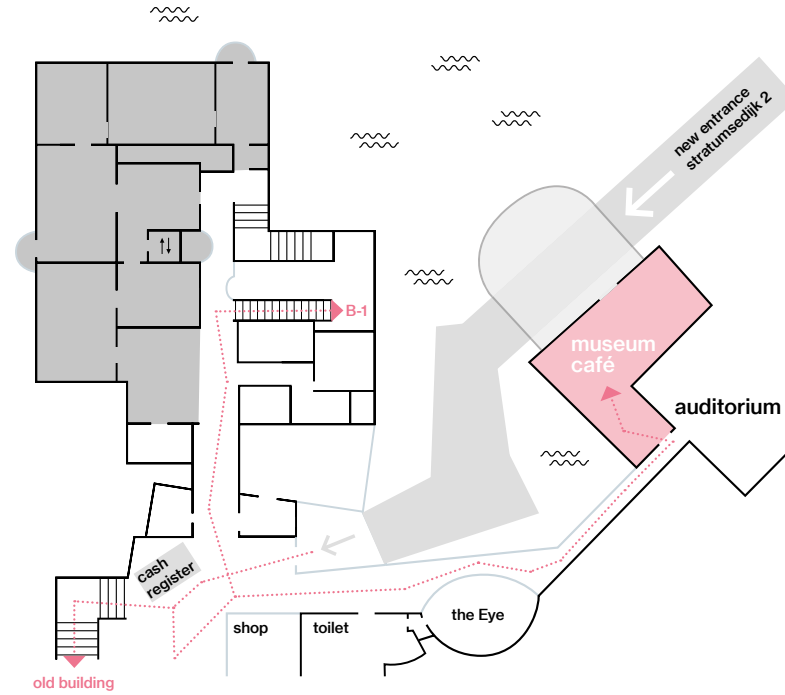 new entrance
stratumsedijk 2
B-1
museum
café
auditorium
cash
register
shop
toilet
the Eye
old building